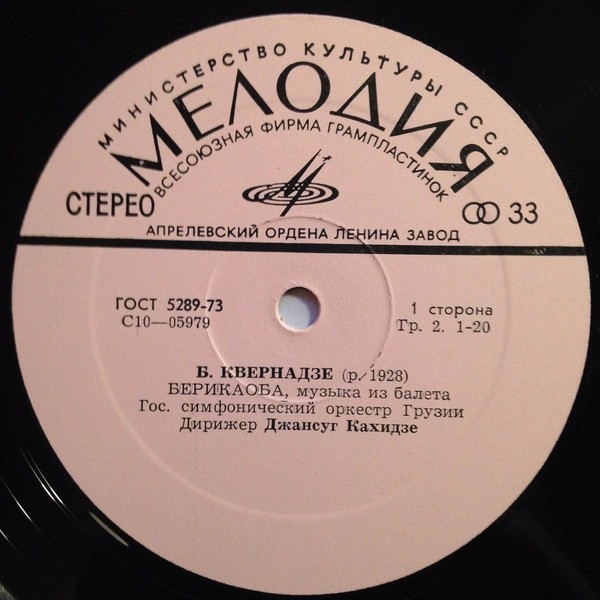 МИНИСТЕРСТВО КУЛЬТУРЫ СССР
МЕЛОДИЯ
ВСЕСОЮЗНАЯ ФИРМА ГРАМПЛАСТИНОК
СТЕРЕО
33
АПРЕЛЕВСКИЙ ОРДЕНА ЛЕНИНА ЗАВОД
ГОСТ 5289-73
С10—05979
1 сторона
Гр. 2. 1-20
Б. КВЕРНАДЗЕ (р. 1928)
БЕРИКАОБА, музыка из балета
Гос. симфонический оркестр Грузии
Дирижер Джансуг Кахидзе